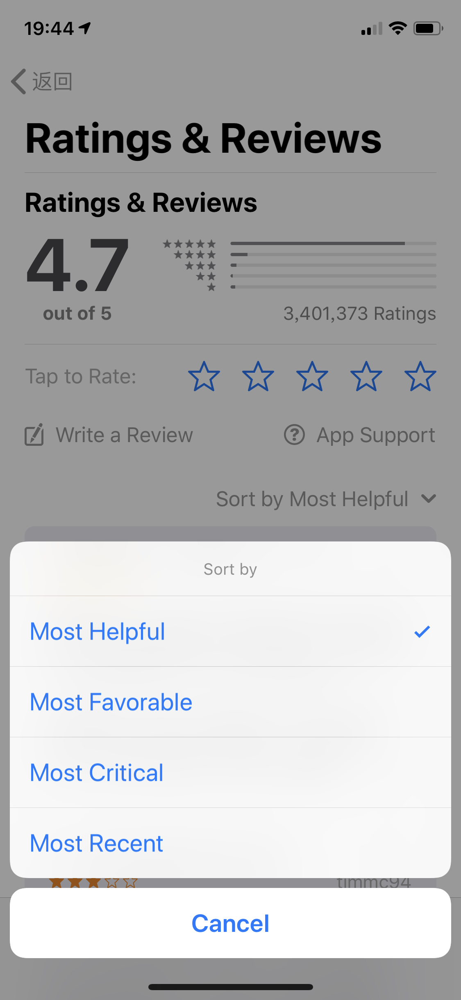 19:44
返回
Ratings & Reviews
Ratings & Reviews
4.7
out of 5
3,401,373 Ratings
Tap to Rate:
Write a Review
App Support
Sort by Most Helpful
Sort by
Most Helpful
Most Favorable
Most Critical
Most Recent
timmc94
Cancel